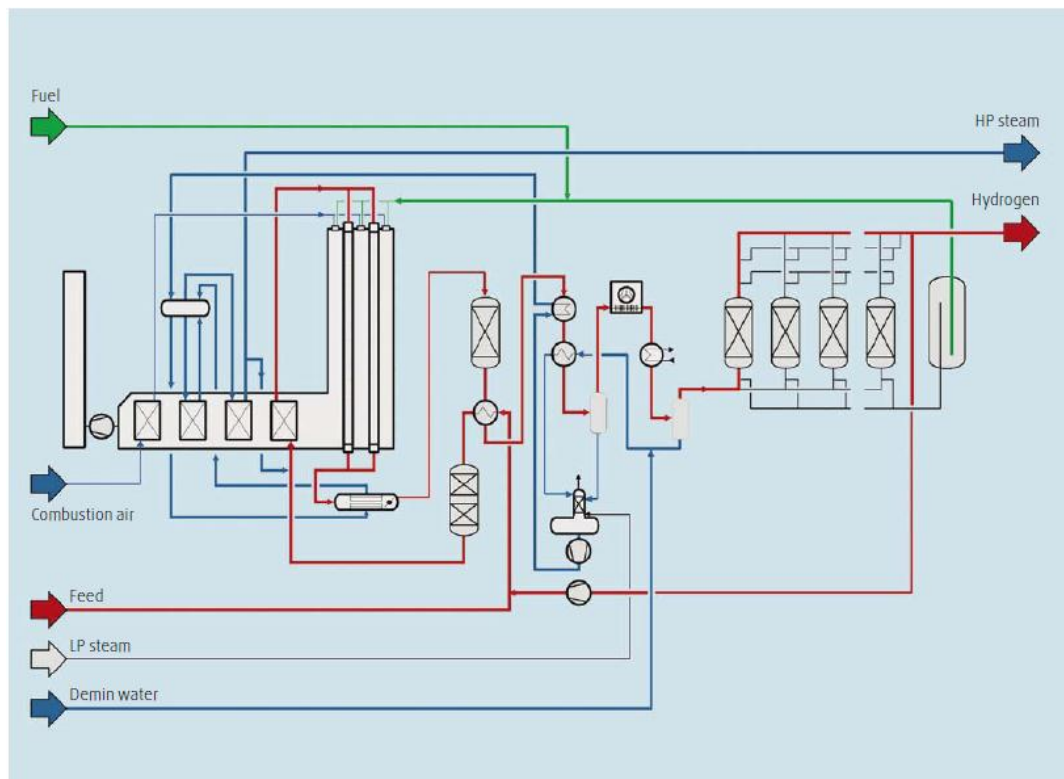 Fuel
HP steam
Hydrogen
Combustion air
Feed
LP steam
Demin water